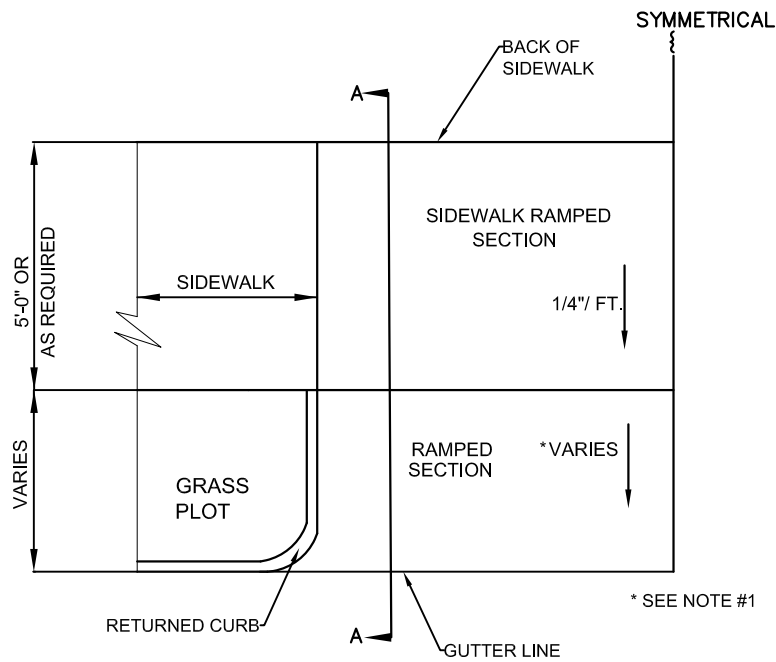 SYMMETRICAL
BACK OF
SIDEWALK
A
SIDEWALK RAMPED
SECTION
5'-0" OR
AS REQUIRED
SIDEWALK
1/4"/ FT.
VARIES
GRASS
PLOT
RAMPED
SECTION
*VARIES
* SEE NOTE #1
RETURNED CURB
A
GUTTER LINE